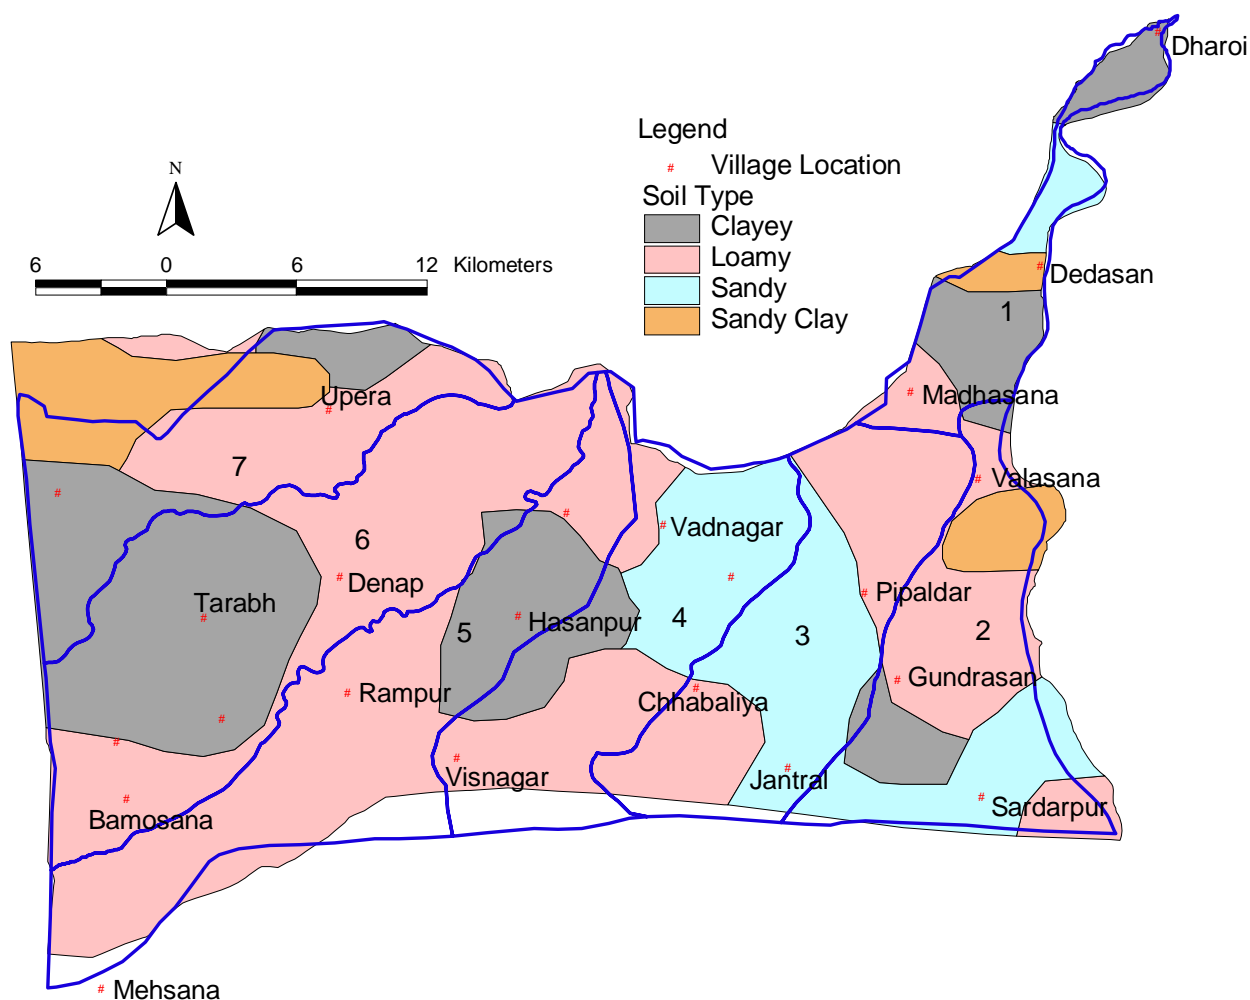 Dharoi
Legend
# Village Location
N
Soil Type
Clayey
Loamy
Sandy
Sandy Clay
6 0 6 12 Kilometers
Dedasan
1
Upera
Madhasana
7
Valasana
Vadnagar
6
Denap
Pipaldar
Tarabh
5
Hasanpur
4
3
2
Gundrasan
Rampur
Chhabaliya
Visnagar
Jantral
Sardarpur
Bamosana
Mehsana